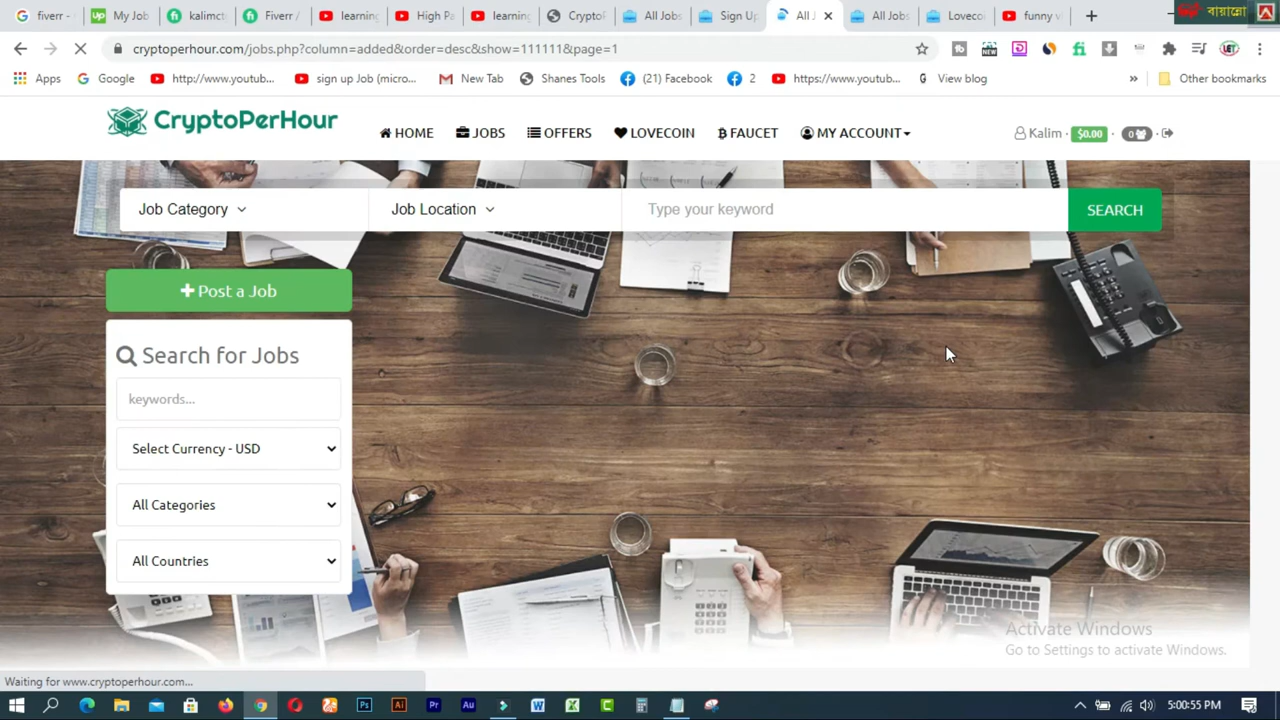 fiverr -
My Jol
kalimct
Fiverr /
learning
High Pa
learning
CryptoP
All Jobs
Sign Up
All J
All Jobs
Loveco
funny v
বায়ান্নো
cryptoperhour.com/jobs.php?column=added&order=desc&show=111111&page=1
Apps
Google
http://www.youtub...
sign up Job (micro...
New Tab
Shanes Tools
(21) Facebook
2
https://www.youtub...
View blog
»
Other bookmarks
CryptoPerHour
HOME
JOBS
OFFERS
LOVECOIN
FAUCET
MY ACCOUNT
Kalim · $0.00 · 0 ·
Job Category
Job Location
Type your keyword
SEARCH
+ Post a Job
Search for Jobs
keywords...
Select Currency - USD
All Categories
All Countries
Activate Windows
Go to Settings to activate Windows.
Waiting for www.cryptoperhour.com...
5:00:55 PM